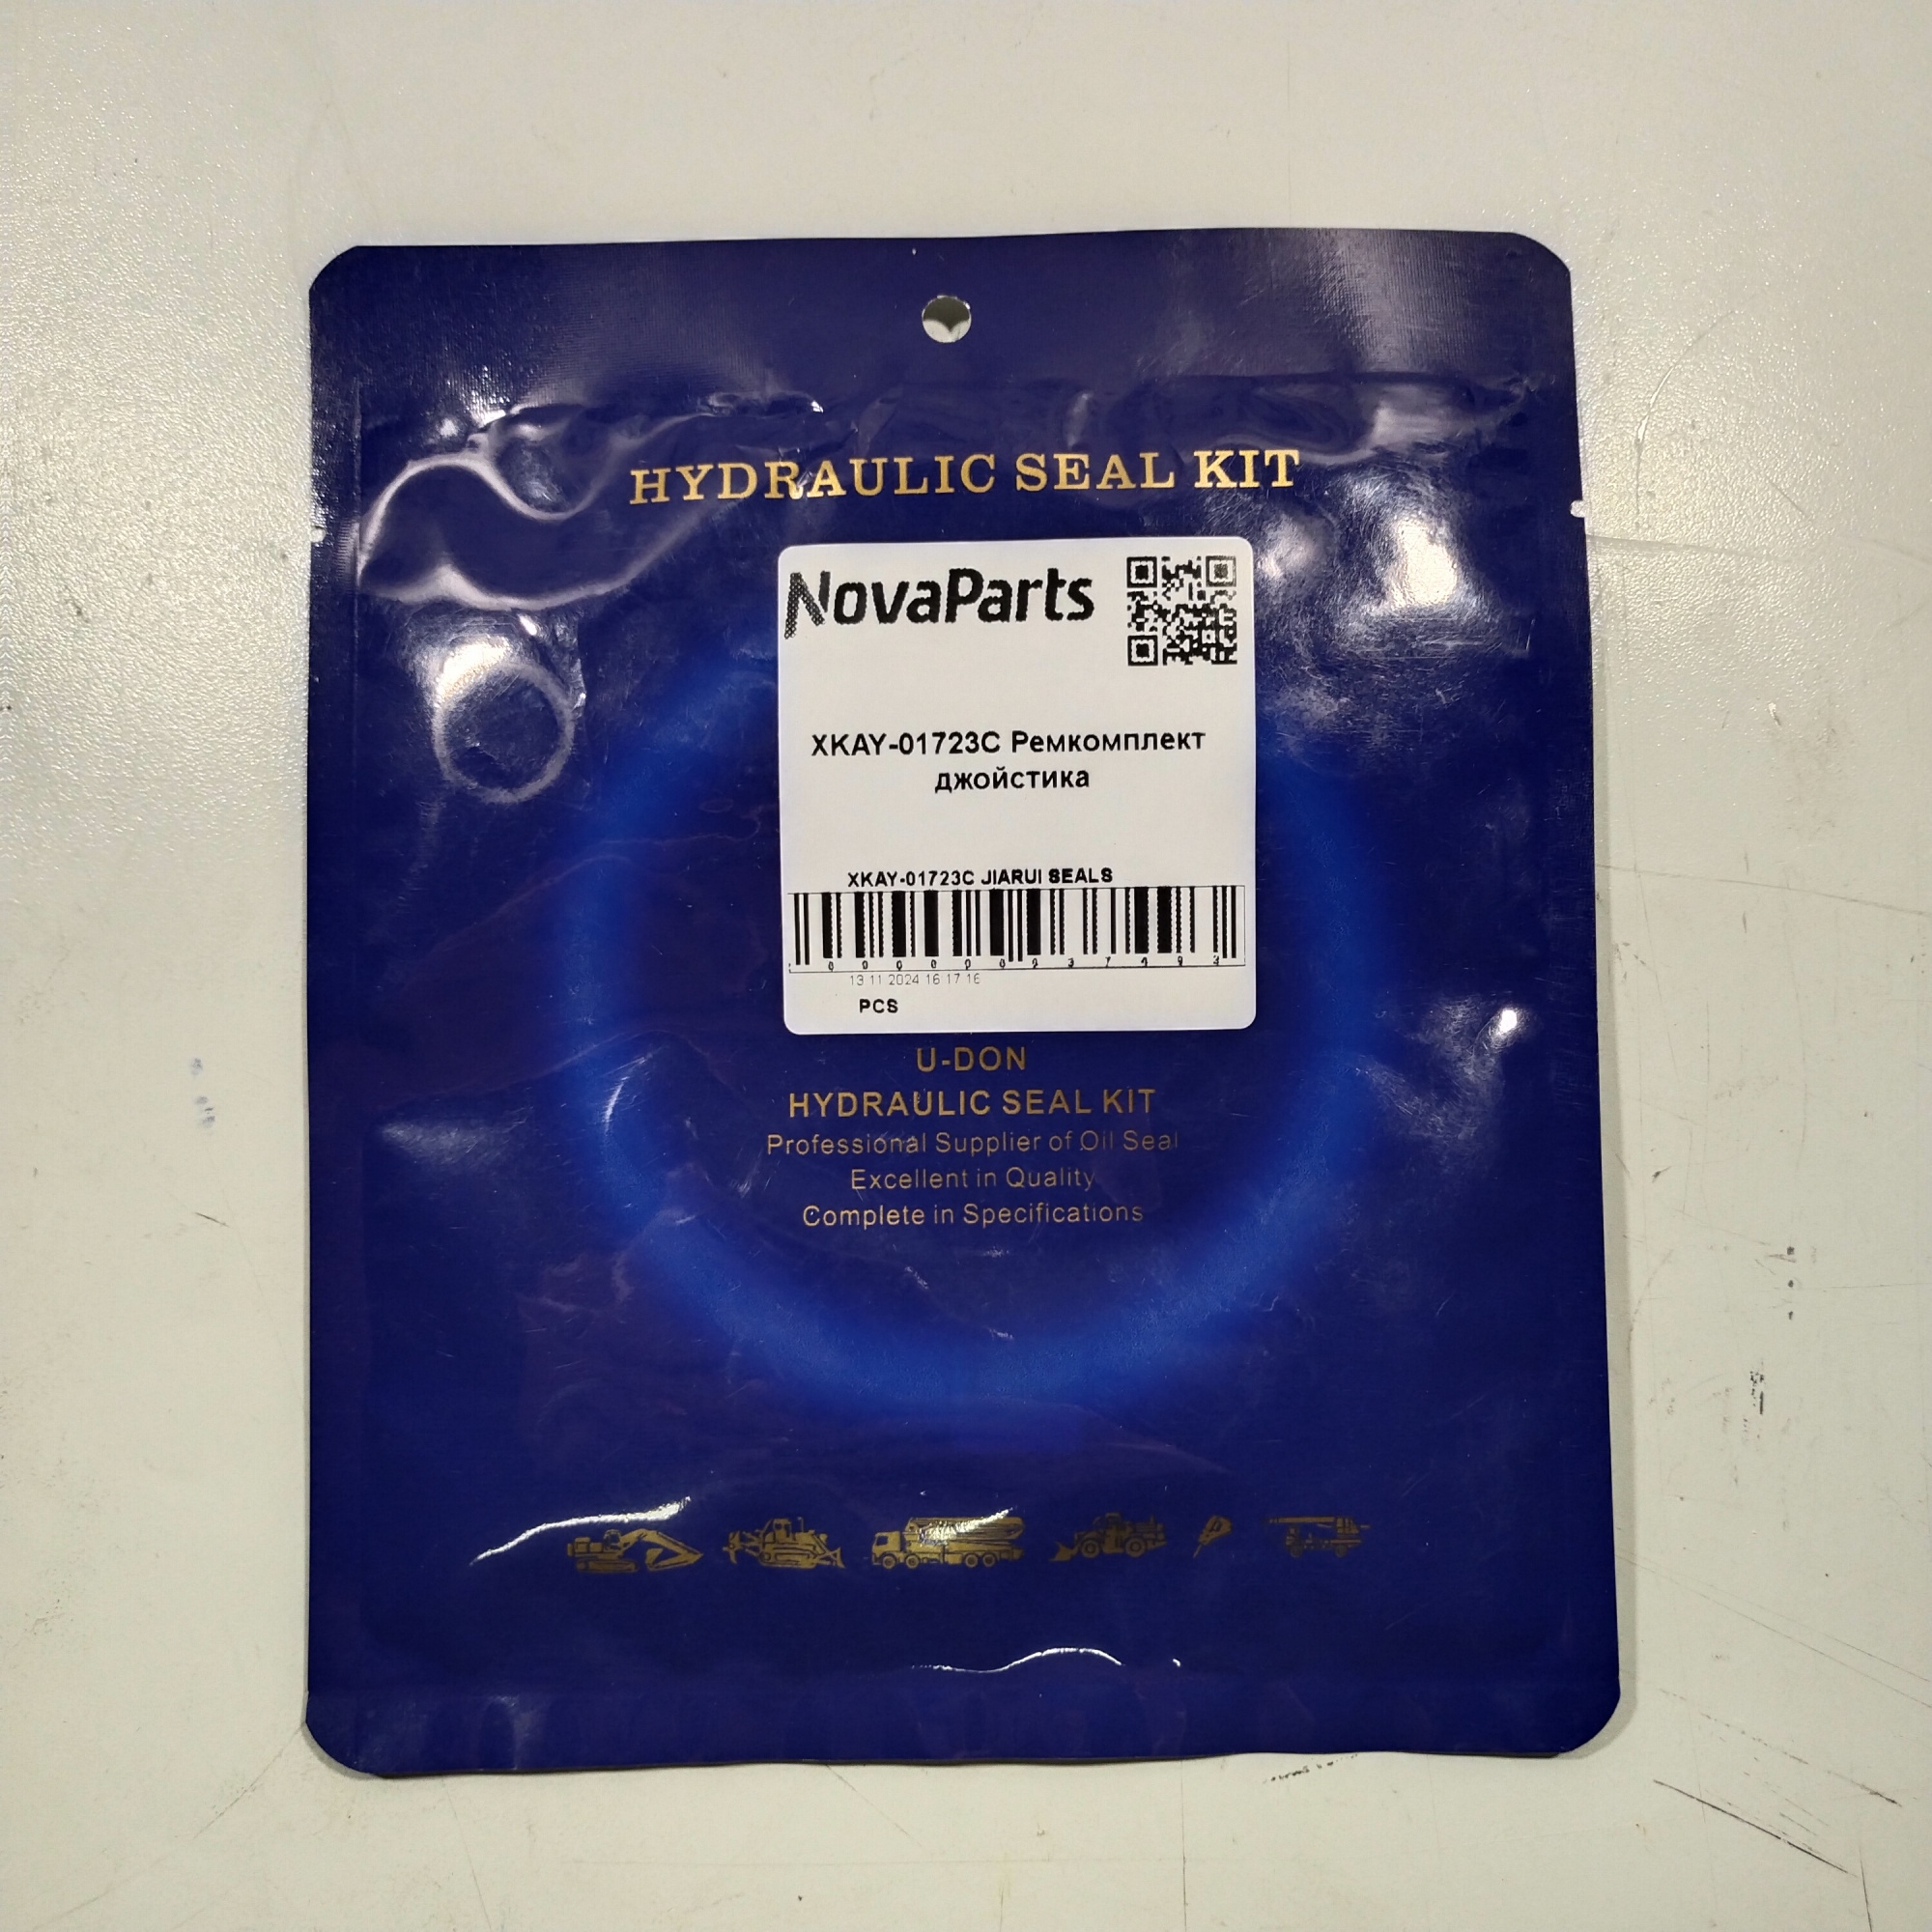 HYDRAULIC SEAL KIT
NovaParts
XKAY-01723C Ремкомплект
джойстика
XKAY-01723C JIARUI SEALS
13 11 2024 16 17 16
PCS
U-DON
HYDRAULIC SEAL KIT
Professional Supplier of Oil Seal
Excellent in Quality
Complete in Specifications